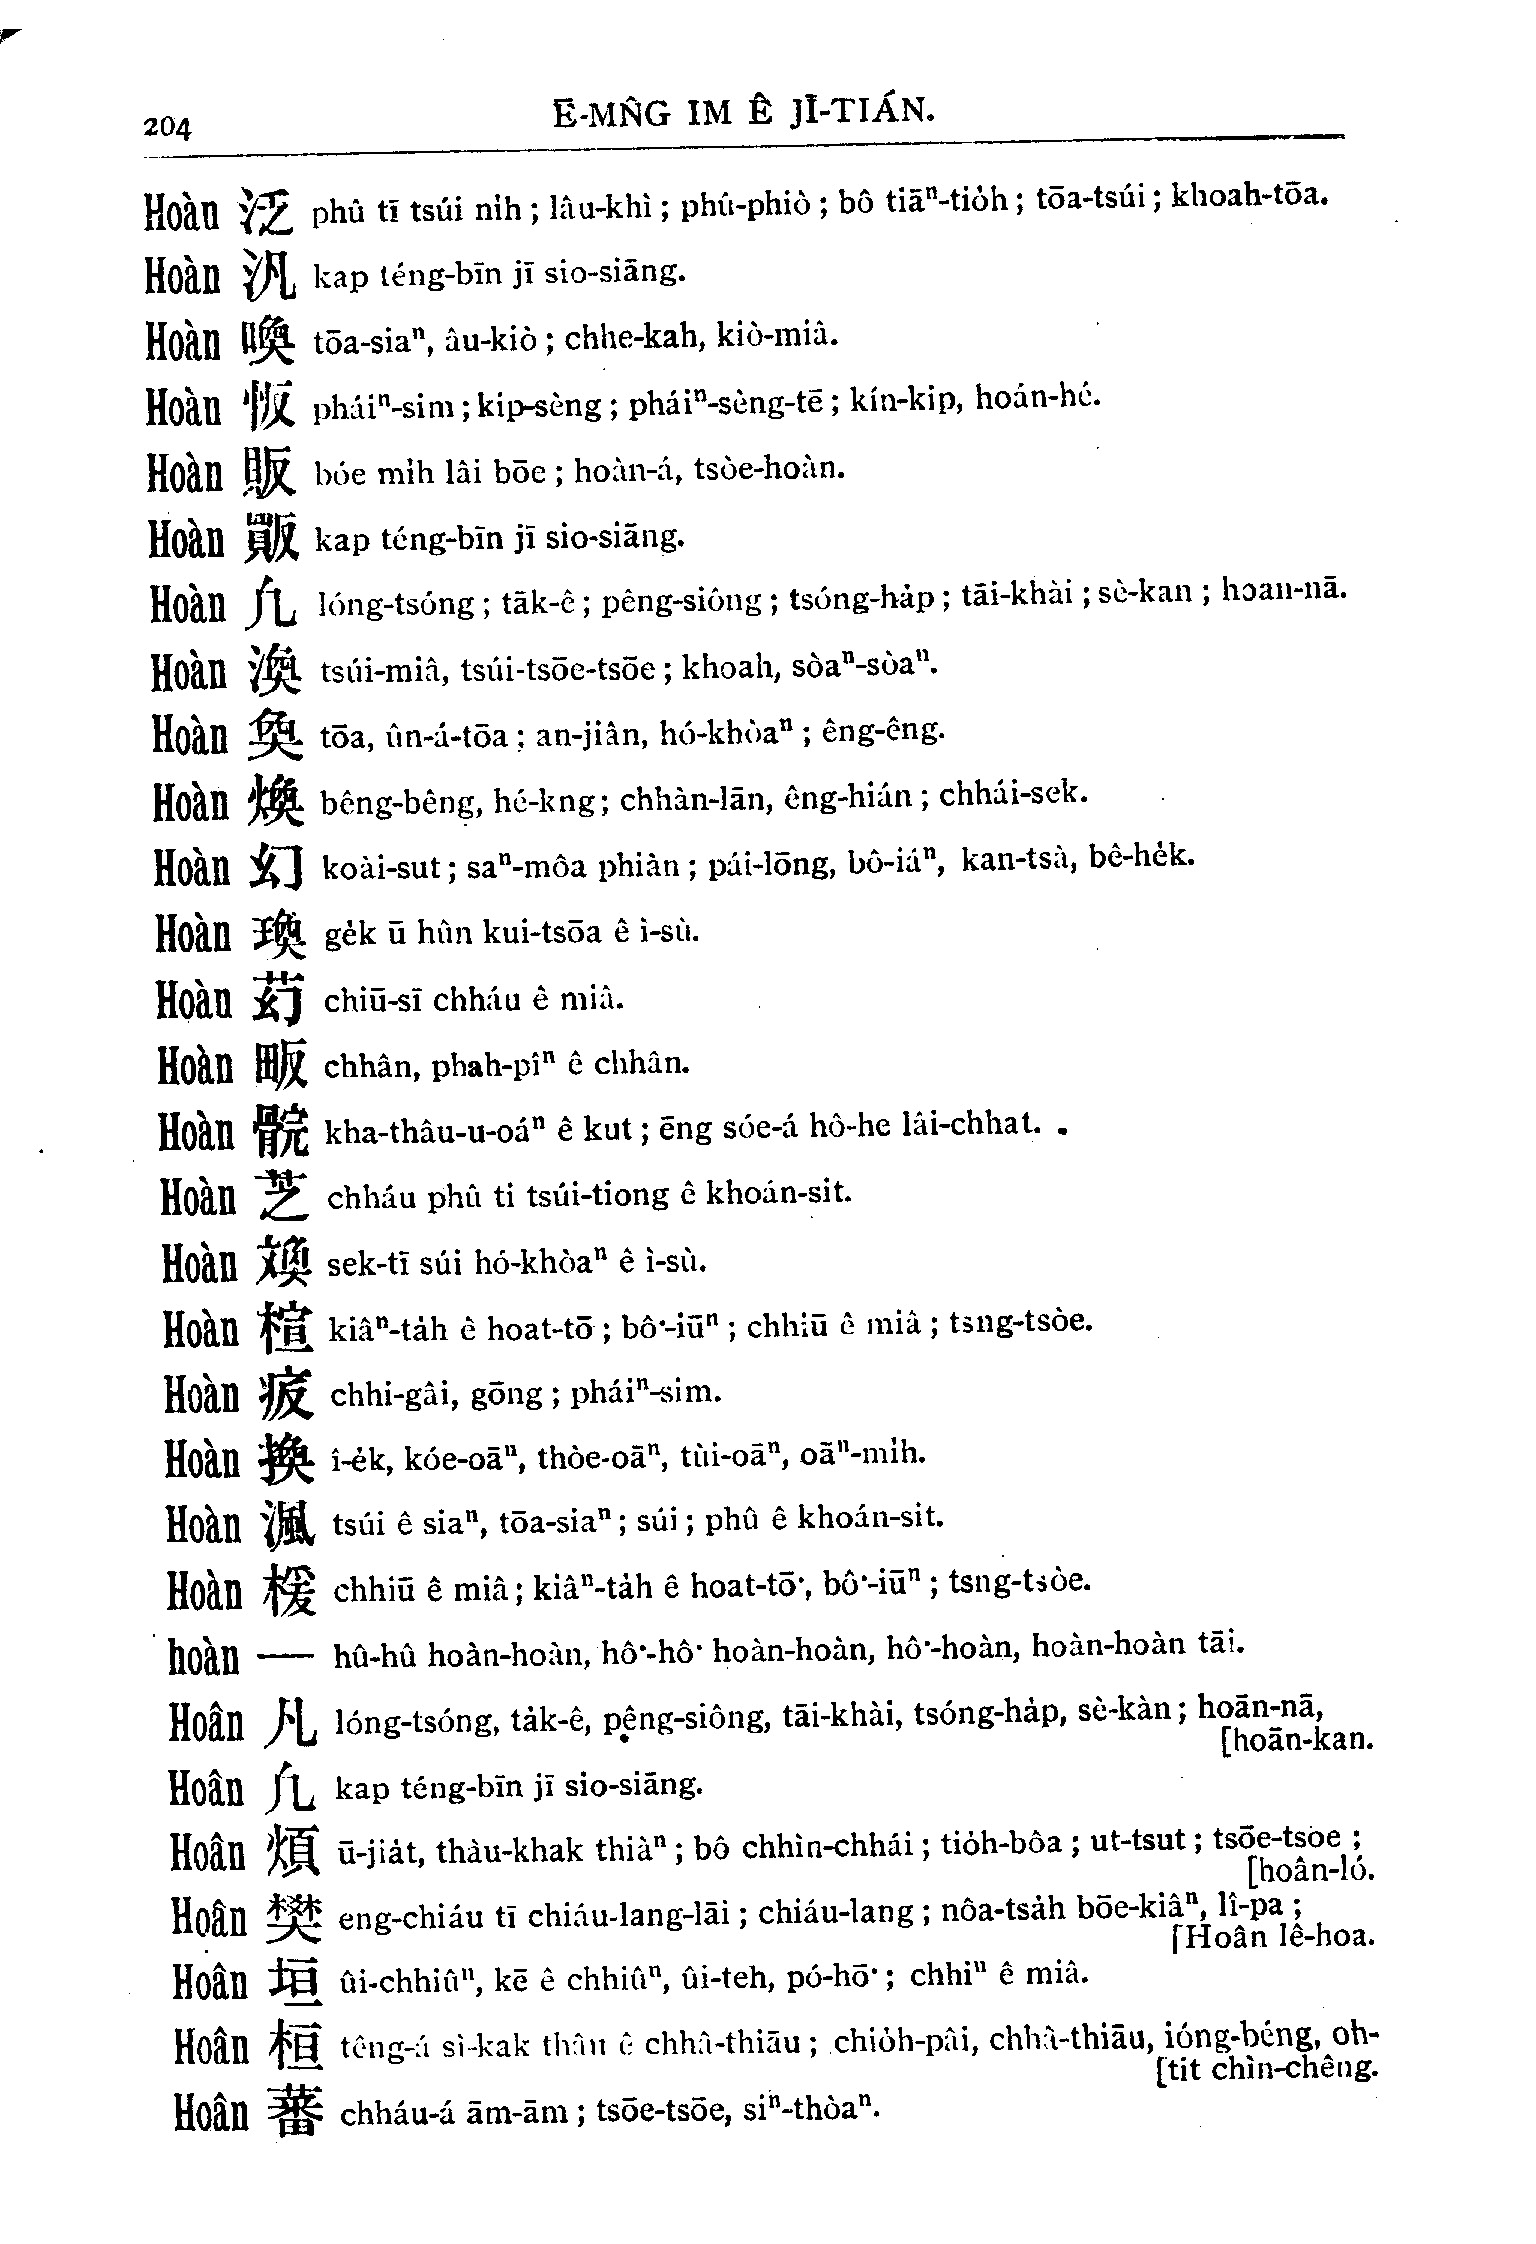 204
Ē-MN̂G IM Ê JĪ-TIÁN.
Hoàn 泛 phû tī tsúi ni̍h ; lâu-khì ; phû-phiò ; bô tiāⁿ-tio̍h ; tōa-tsúi ; khoah-tōa.
Hoàn 汎 kap téng-bīn jī sio-siāng.
Hoàn 喚 tōa-siaⁿ, âu-kiò ; chhe-kah, kiò-miâ.
Hoàn 忣 pháiⁿ-sim ; kip-sèng ; pháiⁿ-sèng-tē ; kín-kip, hoán-hé.
Hoàn 販 bóe mi̍h lâi bōe ; hoàn-á, tsòe-hoàn.
Hoàn kap téng-bīn jī sio-siāng.
Hoàn 凣 lóng-tsóng ; tāk-ê ; pêng-siông ; tsóng-ha̍p ; tāi-khài ; sè-kan ; hoan-nā.
Hoàn 渙 tsúi-miâ, tsúi-tsōe-tsōe ; khoah, sòaⁿ-sòaⁿ.
Hoàn 奐 tōa, ûn-á-tōa ; an-jiân, hó-khòaⁿ ; êng-êng.
Hoàn 煥 bêng-bêng, hé-kng ; chhàn-lān, êng-hián ; chhái-sek.
Hoàn 幻 koài-sut ; saⁿ-môa phiàn ; pái-lōng, bô-iáⁿ, kan-tsà, bê-he̍k.
Hoàn 瑍 ge̍k ū hûn kui-tsōa ê ì-sù.
Hoàn chiū-sī chháu ê miâ.
Hoàn 畈 chhân, phah-pîⁿ ê chhân.
Hoàn 骯 kha-thâu-u-oáⁿ ê kut ; ēng sóe-á hô-he lâi-chhat.
Hoàn 芝 chháu phû ti tsúi-tiong ê khoán-sit.
Hoàn sek-tī súi hó-khòaⁿ ê ì-sù.
Hoàn 楦 kiâⁿ-ta̍h ê hoat-tō ; bô͘-iūⁿ ; chhiū ê miâ ; tsng-tsòe.
Hoàn chhi-gâi, gōng ; pháiⁿ-sim.
Hoàn 換 î-e̍k, kóe-oāⁿ, thòe-oāⁿ, tùi-oāⁿ, oāⁿ-mi̍h.
Hoàn 渢 tsúi ê siaⁿ, tōa-siaⁿ ; súi ; phû ê khoán-sit.
Hoàn 楥 chhiū ê miâ ; kiâⁿ-ta̍h ê hoat-tō͘, bô͘-iūⁿ ; tsng-tsòe.
hoàn — hû-hû hoàn-hoàn, hô͘-hô͘ hoàn-hoàn, hô͘-hoàn, hoàn-hoàn tāi.
Hoân 凡 lóng-tsóng, ta̍k-ê, pêng-siông, tāi-khài, tsóng-ha̍p, sè-kàn ; hoān-nā,
[hoān-kan.
Hoân 凣 kap téng-bīn jī sio-siāng.
Hoân 煩 ū-jia̍t, thàu-khak thiàⁿ ; bô chhìn-chhái ; tio̍h-bôa ; ut-tsut ; tsōe-tsōe ;
[hoân-ló.
Hoân 樊 eng-chiáu tī chiáu-lang-lāi ; chiáu-lang ; nôa-tsa̍h bōe-kiâⁿ, lî-pa ;
[Hoân lê-hoa.
Hoân 垣 ûi-chhiûⁿ, kē ê chhiûⁿ, ûi-teh, pó-hō͘ ; chhiⁿ ê miâ.
Hoân 桓 têng-á sì-kak thâu ê chhâ-thiāu ; chio̍h-pâi, chhâ-thiāu, ióng-béng, oh-
[tit chìn-chêng.
Hoân 蕃 chháu-á ām-ām ; tsōe-tsōe, siⁿ-thòaⁿ.